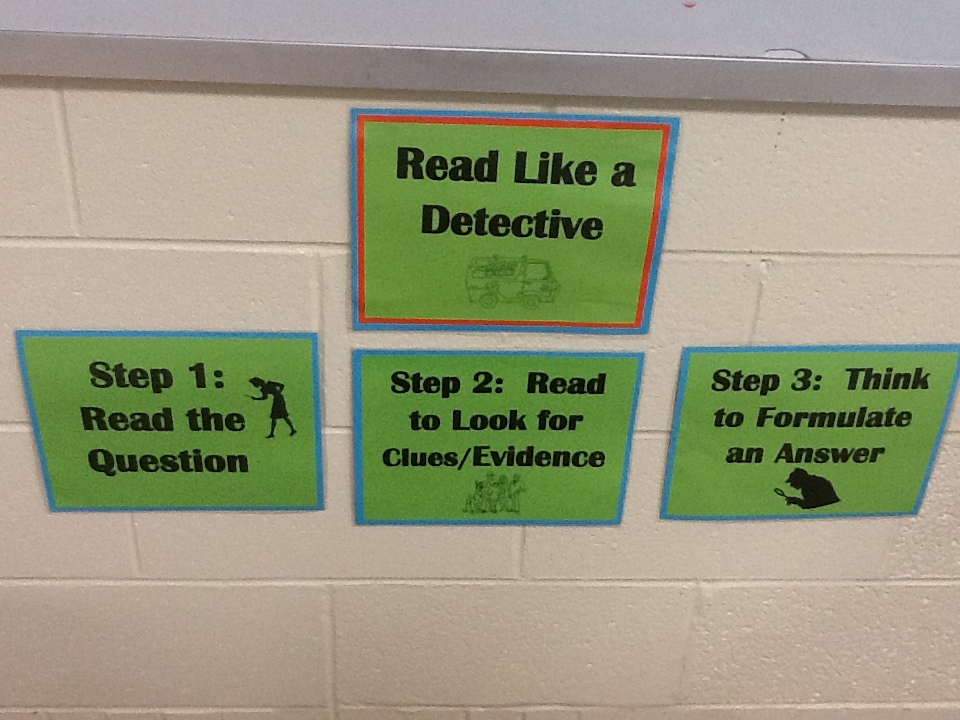 Read Like a
Detective
Step 1:
Read the
Question
Step 2: Read
to Look for
Clues/Evidence
Step 3: Think
to Formulate
an Answer